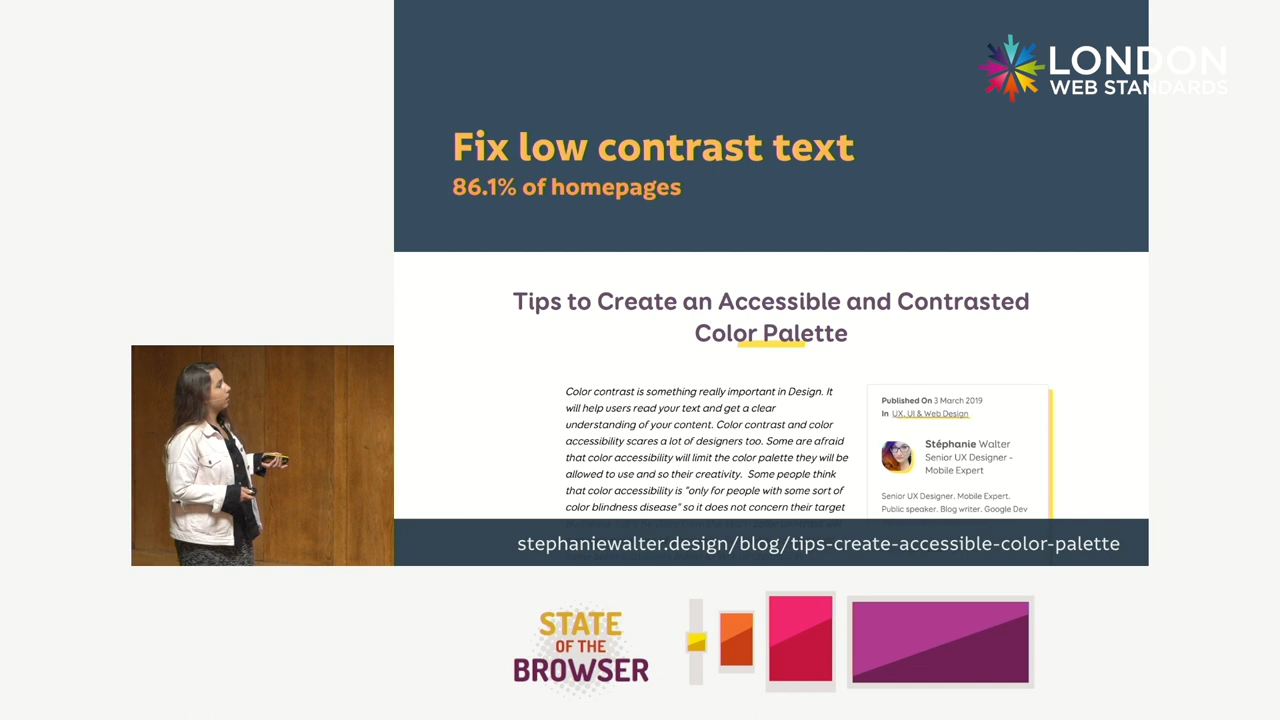 LONDON
WEB STANDARDS
Fix low contrast text
86.1% of homepages
Tips to Create an Accessible and Contrasted
Color Palette
Color contrast is something really important in Design. It
will help users read your text and get a clear
understanding of your content. Color contrast and color
accessibility scares a lot of designers too. Some are afraid
that color accessibility will limit the color palette they will be
allowed to use and so their creativity. Some people think
that color accessibility is "only for people with some sort of
color blindness disease" so it does not concern their target
Published On 3 March 2019
In UX, UI & Web Design
Stéphanie Walter
Senior UX Designer -
Mobile Expert
Senior UX Designer. Mobile Expert.
Public speaker. Blog writer. Google Dev
stephaniewalter.design/blog/tips-create-accessible-color-palette
STATE
OF THE
BROWSER